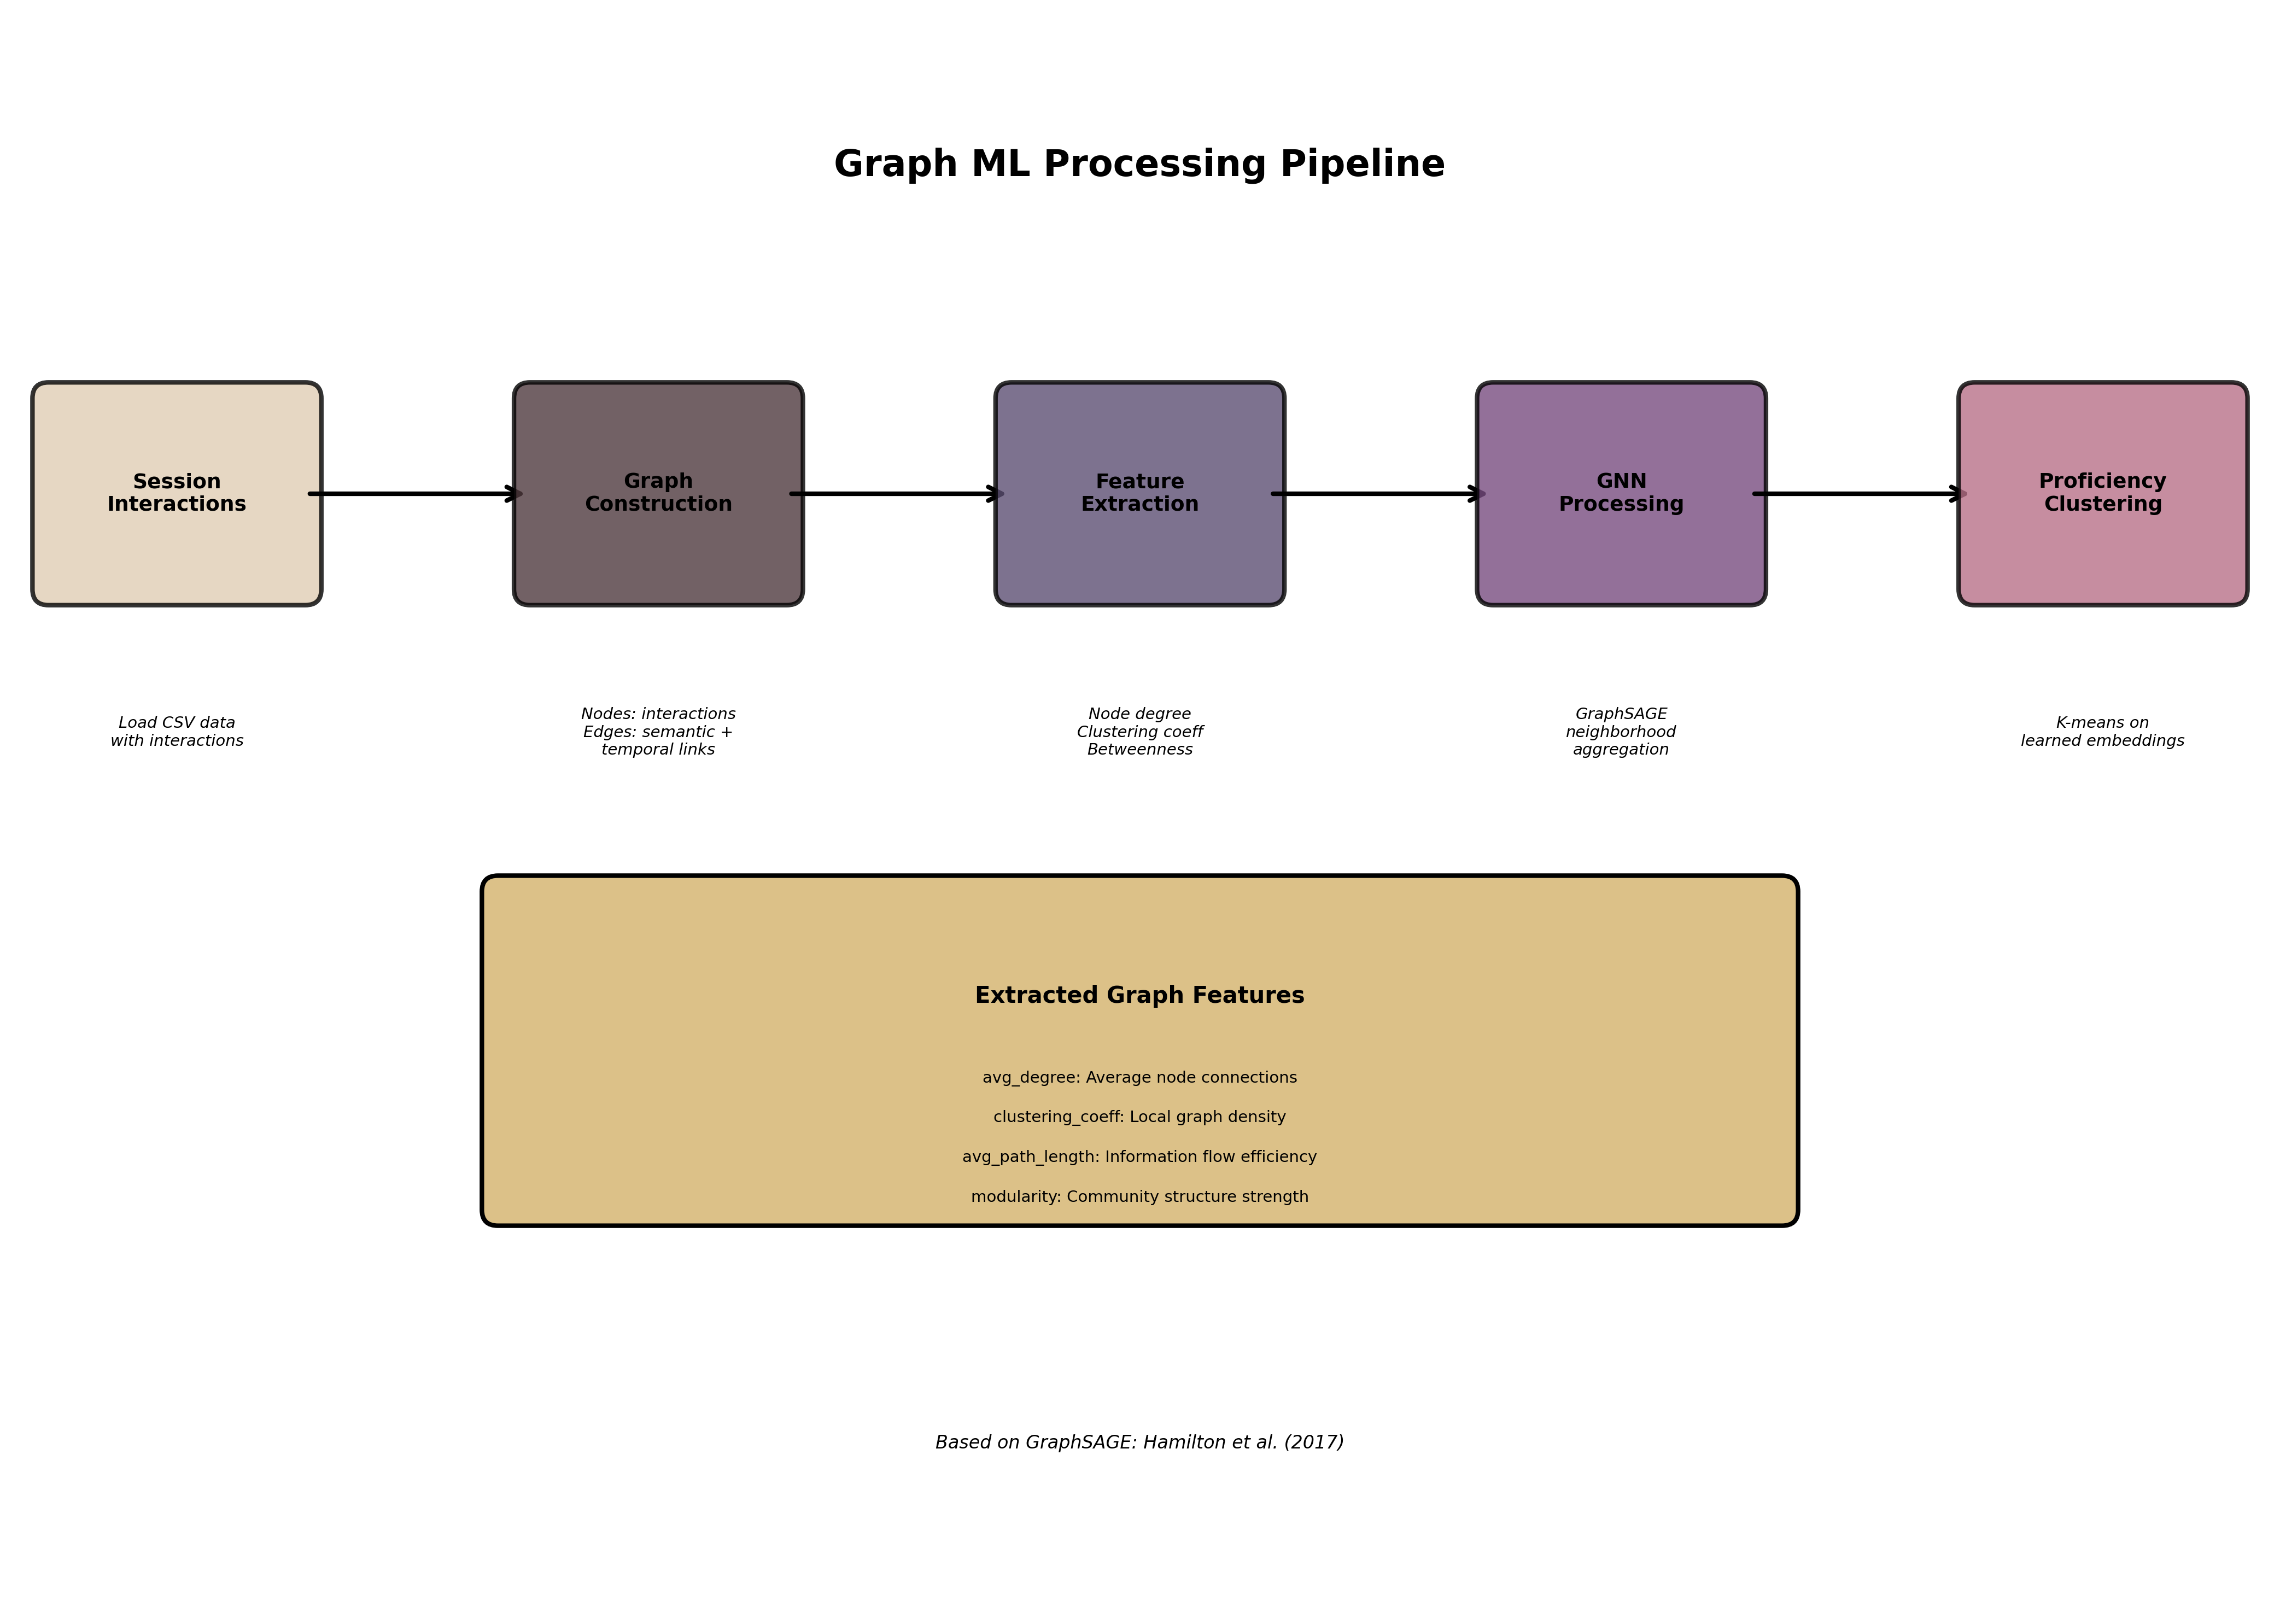 Graph ML Processing Pipeline
Session
Interactions
Graph
Construction
Feature
Extraction
GNN
Processing
Proficiency
Clustering
Load CSV data
with interactions
Nodes: interactions
Edges: semantic +
temporal links
Node degree
Clustering coeff
Betweenness
GraphSAGE
neighborhood
aggregation
K-means on
learned embeddings
Extracted Graph Features
avg_degree: Average node connections
clustering_coeff: Local graph density
avg_path_length: Information flow efficiency
modularity: Community structure strength
Based on GraphSAGE: Hamilton et al. (2017)